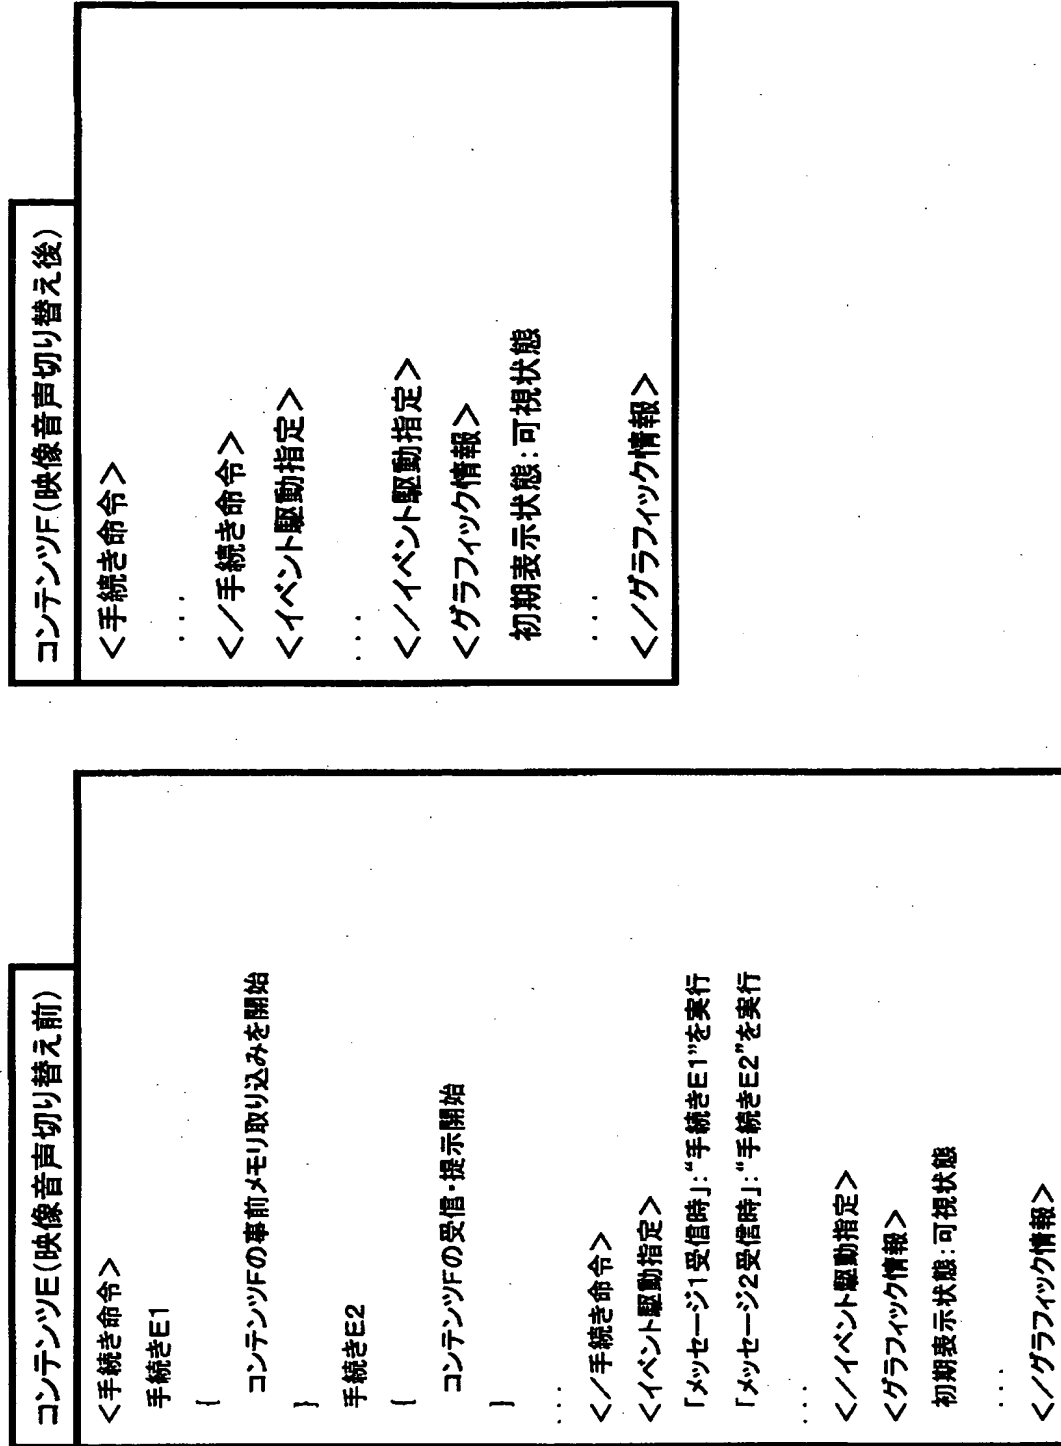 コンテンツE(映像音声切り替え前)
＜手続き命令＞
手続きE1
{
コンテンツFの事前メモリ取り込みを開始
}
手続きE2
{
コンテンツFの受信・提示開始
}
...
＜／手続き命令＞
＜イベント駆動指定＞
「メッセージ1受信時」:“手続きE1”を実行
「メッセージ2受信時」:“手続きE2”を実行
...
＜／イベント駆動指定＞
＜グラフィック情報＞
初期表示状態:可視状態
...
＜／グラフィック情報＞
コンテンツF(映像音声切り替え後)
＜手続き命令＞
...
＜／手続き命令＞
＜イベント駆動指定＞
...
＜／イベント駆動指定＞
＜グラフィック情報＞
初期表示状態:可視状態
...
＜／グラフィック情報＞